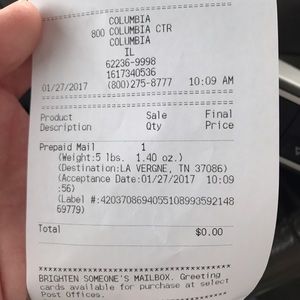 COLUMBIA
800 COLUMBIA CTR
COLUMBIA
IL
62236-9998
1617340536
01/27/2017 (800)275-8777 10:09 AM
Product Sale Final
Description Qty Price
Prepaid Mail 1
(Weight:5 lbs. 1.40 oz.)
(Destination:LA VERGNE, TN 37086)
(Acceptance Date:01/27/2017 10:09
:56)
(Label #:4203708694055108993592148
69779)
Total $0.00
BRIGHTEN SOMEONE'S MAILBOX. Greeting
cards available for purchase at select
Post Offices.